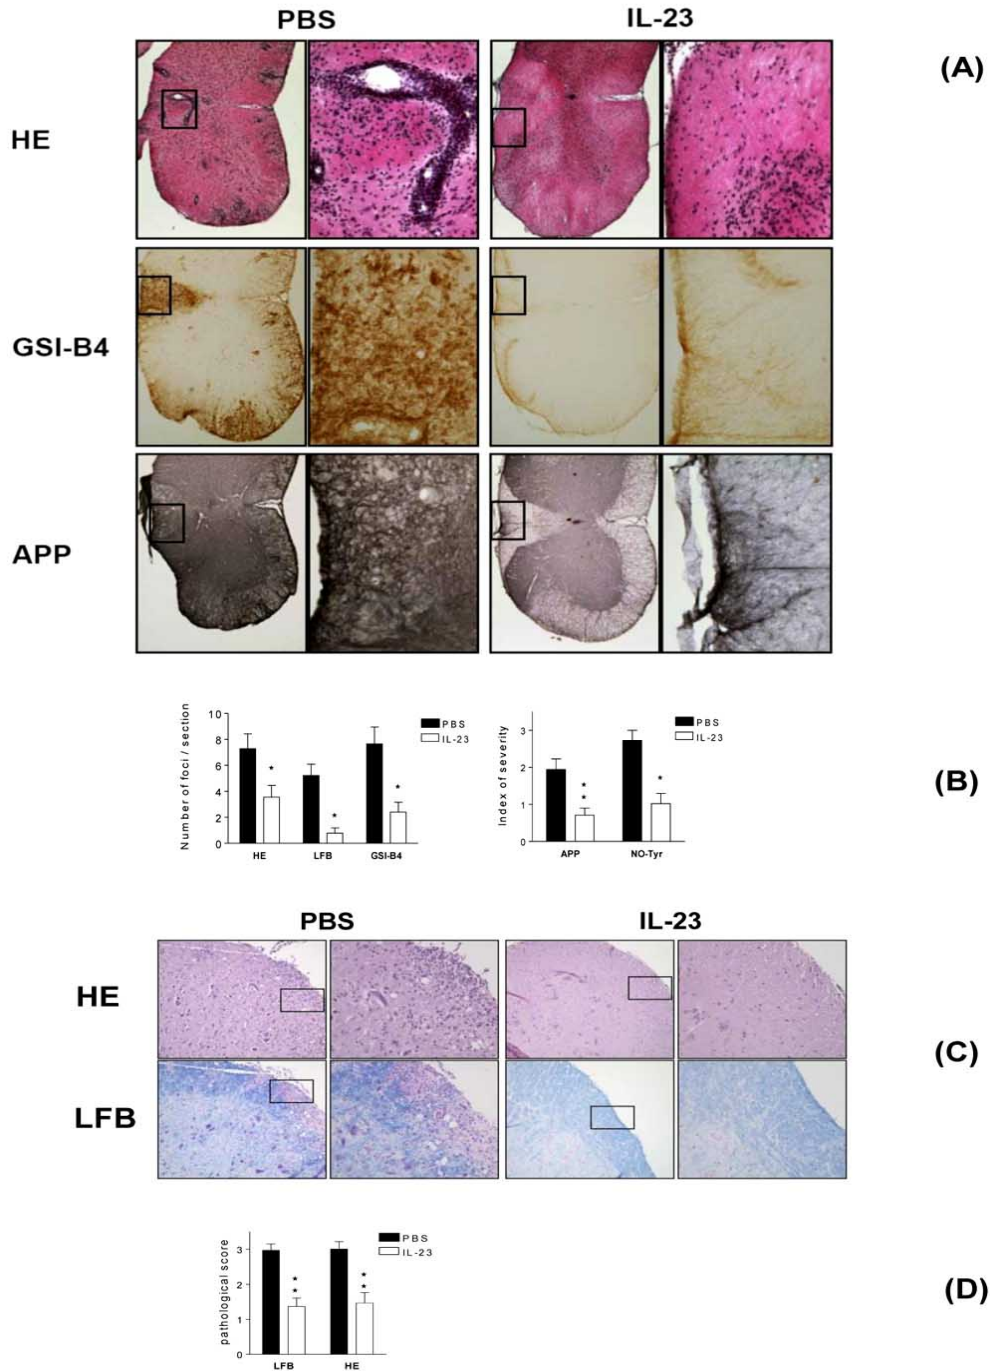 PBS IL-23
(A)
HE
GSI-B4
APP
Number of foci / section
10
8
6
4
2
0
*
*
*
HE LFB GSI-B4
PBS
IL-23
Index of severity
3
2
1
0
*
*
*
APP NO-Tyr
PBS
IL-23
(B)
PBS IL-23
HE
(C)
LFB
pathological score
3
2
1
0
*
*
*
*
LFB HE
PBS
IL-23
(D)